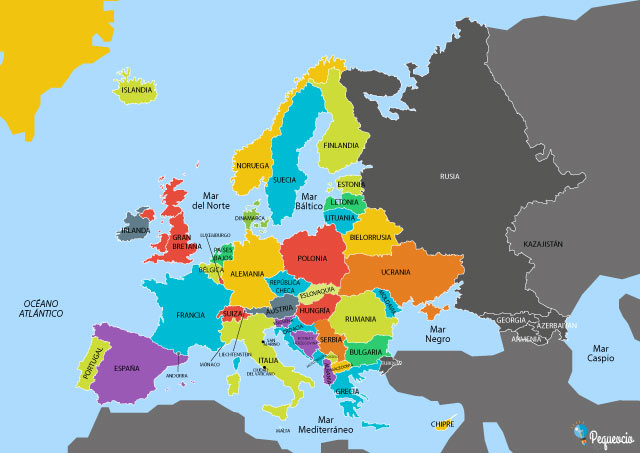 ISLANDIA
NORUEGA
SUECIA
FINLANDIA
RUSIA
ESTONIA
LETONIA
LITUANIA
Mar
del Norte
Mar
Báltico
DINAMARCA
IRLANDA
GRAN
BRETAÑA
LUXEMBURGO
PAÍSES
BAJOS
BÉLGICA
ALEMANIA
POLONIA
BIELORRUSIA
UCRANIA
KAZAJISTÁN
REPÚBLICA
CHECA
ESLOVAQUIA
MOLDAVIA
OCÉANO
ATLÁNTICO
FRANCIA
SUIZA
AUSTRIA
HUNGRÍA
RUMANIA
CROACIA
SERBIA
BULGARIA
Mar
Negro
GEORGIA
AZERBAIYÁN
ARMENIA
Mar
Caspio
PORTUGAL
ESPAÑA
ANDORRA
MÓNACO
LIECHTENSTEIN
SAN
MARINO
ITALIA
CIUDAD
DEL VATICANO
GRECIA
MALTA
Mar
Mediterráneo
CHIPRE
Pequeocio